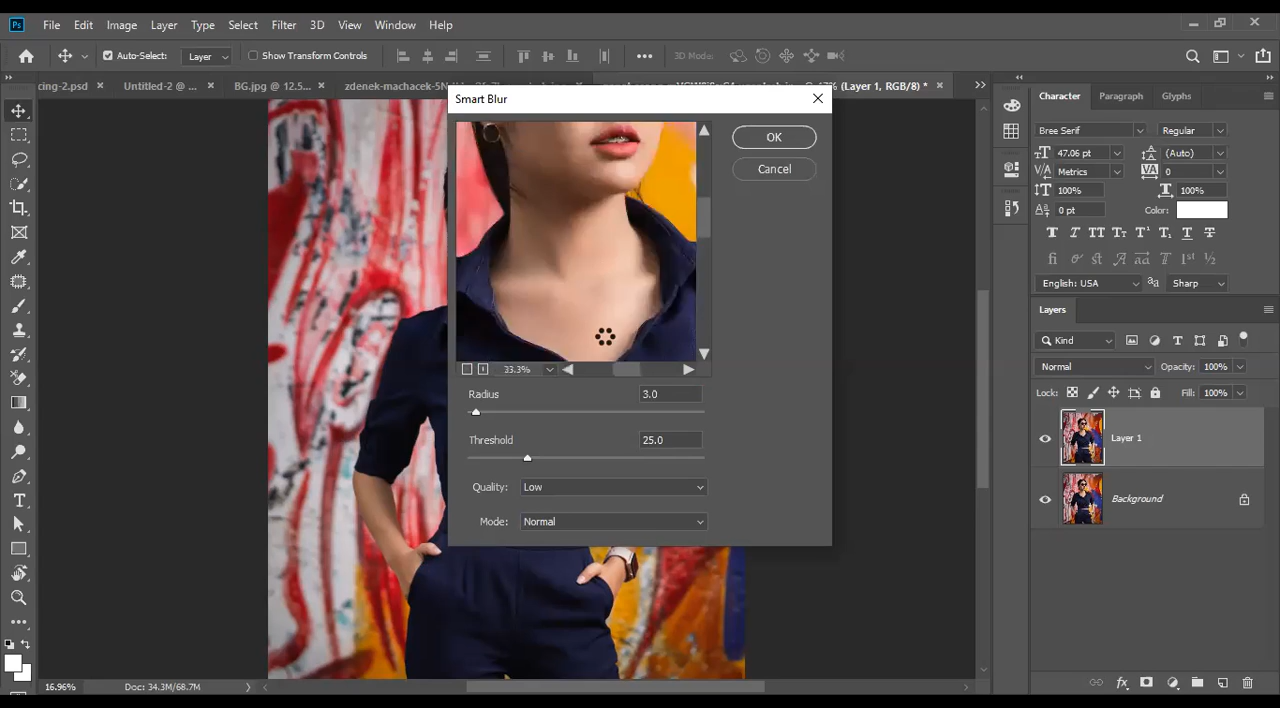 Ps File Edit Image Layer Type Select Filter 3D View Window Help
Auto-Select: Layer Show Transform Controls 3D Mode:
cing-2.psd Untitled-2 @ ... BG.jpg @ 12.5... (Layer 1, RGB/8) *
Smart Blur
OK
Cancel
33.3%
Radius 3.0
Threshold 25.0
Quality: Low
Mode: Normal
Character Paragraph Glyphs
Bree Serif Regular
47.06 pt (Auto)
Metrics 0
100% 100%
0 pt Color:
English: USA Sharp
Layers
Kind
Normal Opacity: 100%
Lock: Fill: 100%
Layer 1
Background
16.96% Doc: 34.3M/68.7M